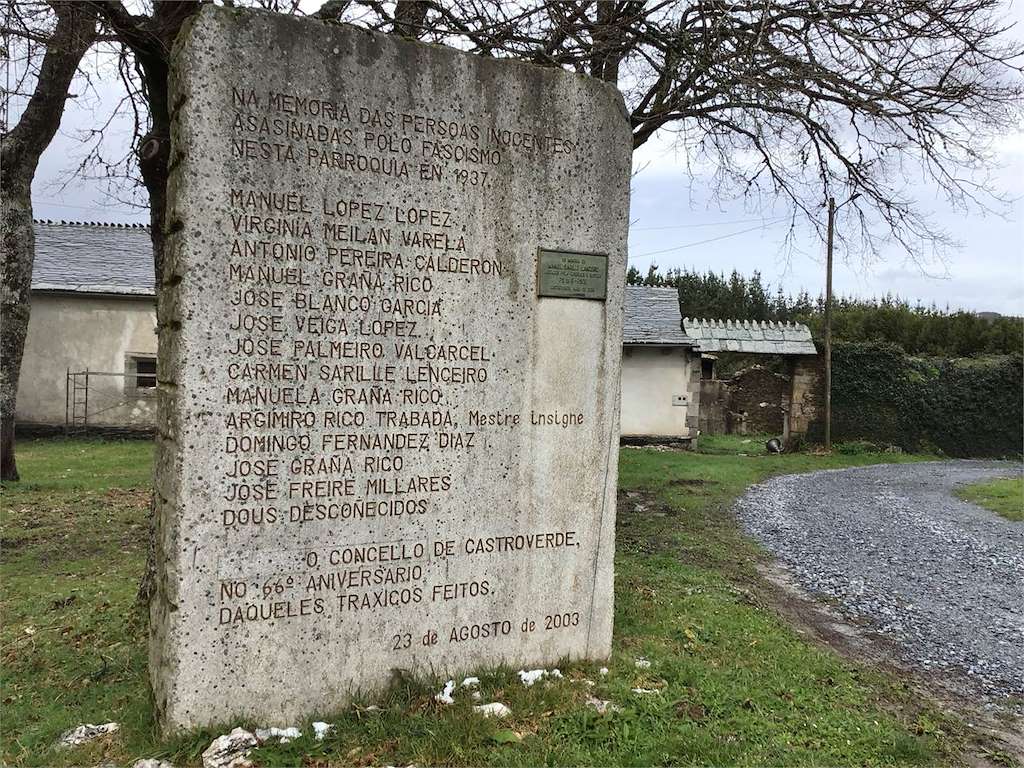 NA MEMORIA DAS PERSOAS INOCENTES
ASASINADAS POLO FASCISMO
NESTA PARROQUIA EN 1937.
MANUEL LOPEZ LOPEZ
VIRGINIA MEILAN VARELA
ANTONIO PEREIRA CALDERON
MANUEL GRAÑA RICO
JOSE BLANCO GARCIA
JOSE VEIGA LOPEZ
JOSE PALMEIRO VALCARCEL
CARMEN SARILLE LENCEIRO
MANUELA GRAÑA RICO
ARGIMIRO RICO TRABADA, Mestre insigne
DOMINGO FERNANDEZ DIAZ
JOSÉ GRAÑA RICO
JOSE FREIRE MILLARES
DOUS DESCOÑECIDOS
O CONCELLO DE CASTROVERDE,
NO 66º ANIVERSARIO
DAQUELES TRAXICOS FEITOS.
23 de AGOSTO de 2003